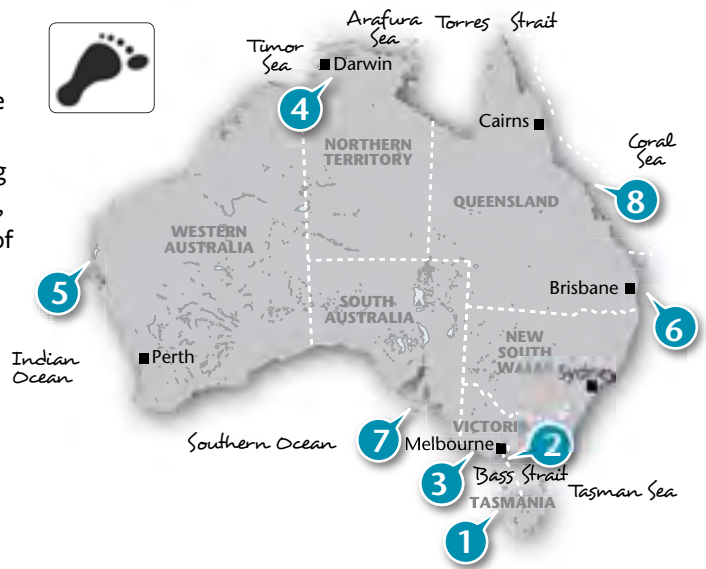 Arafura
Sea
Torres Strait
Timor
Sea
Darwin
4
e
Cairns
Coral
Sea
NORTHERN
TERRITORY
g
,
of
8
QUEENSLAND
WESTERN
AUSTRALIA
5
Brisbane
6
SOUTH
AUSTRALIA
NEW
SOUTH
Sydney
Indian
Ocean
Perth
7
VICTORI
Southern Ocean
Melbourne
2
3
Bass Strait
Tasman Sea
TASMANIA
1